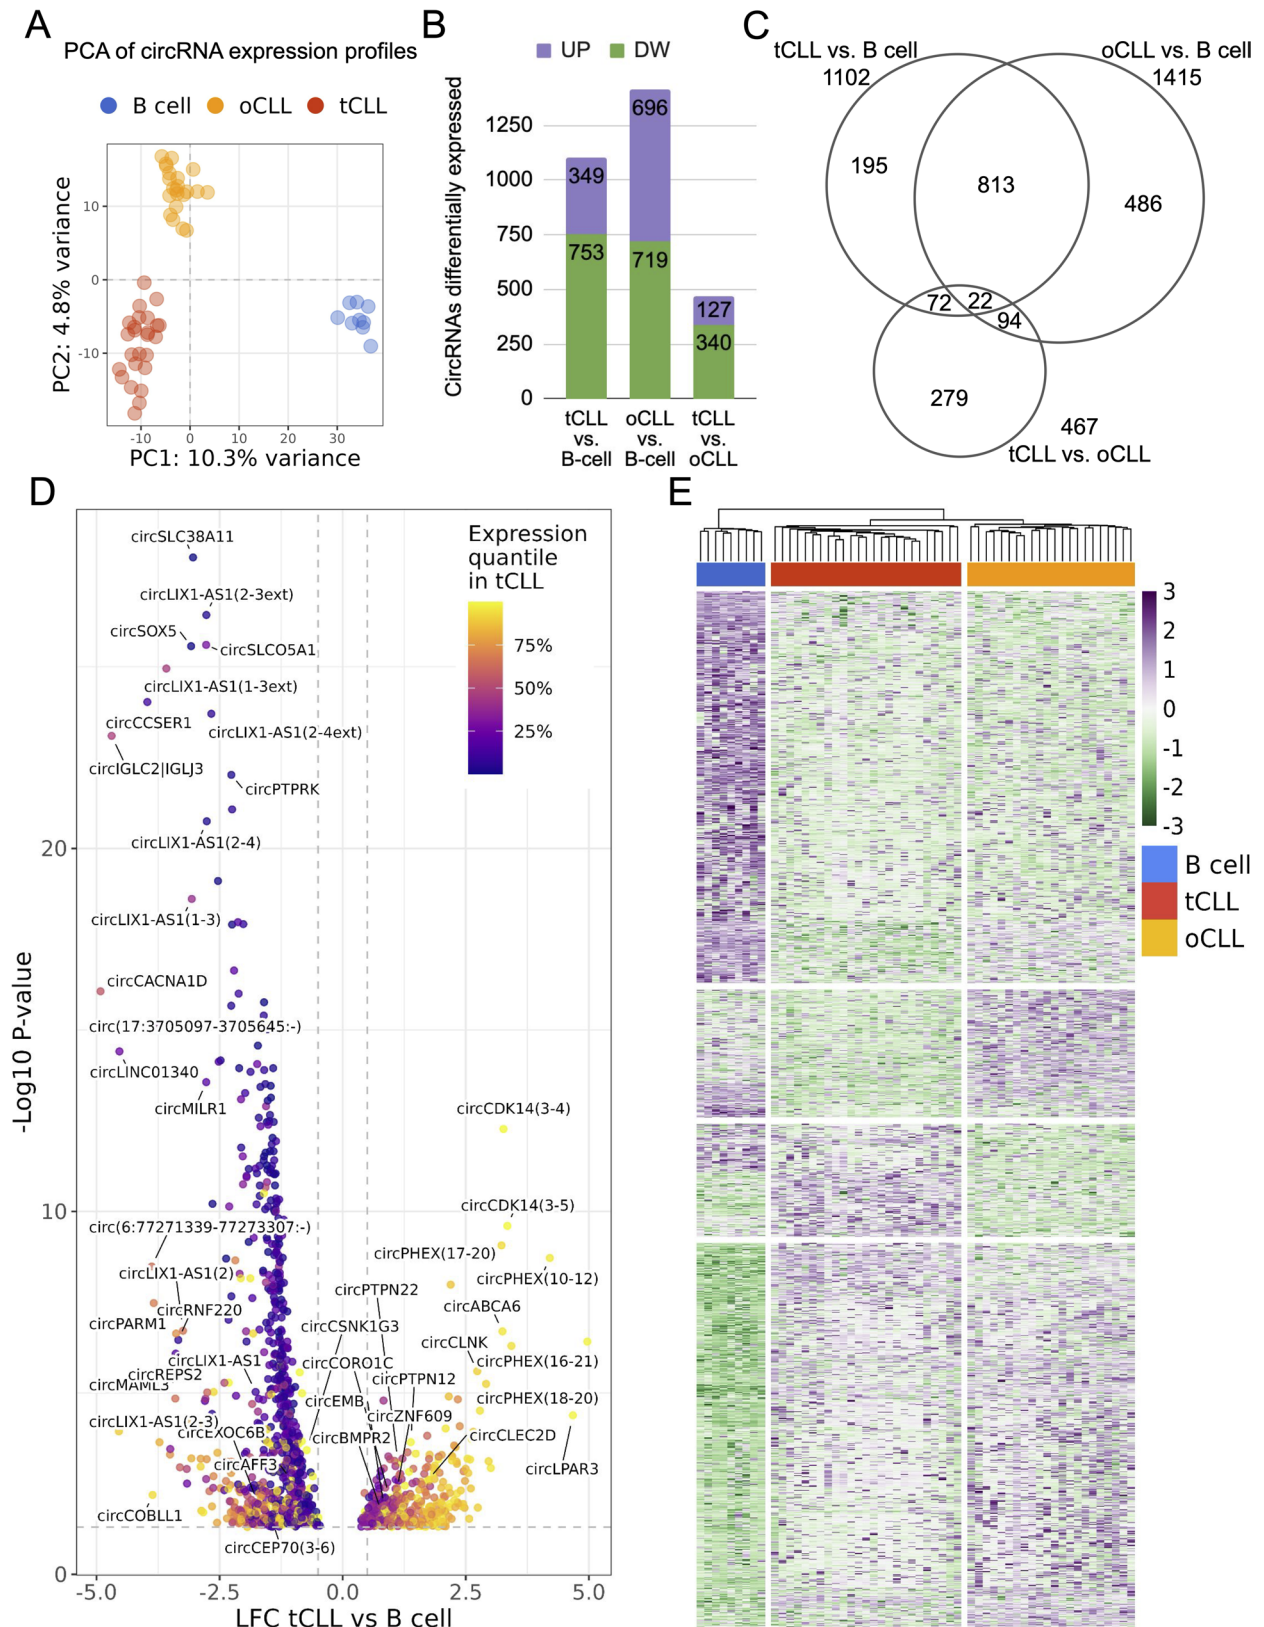 A
PCA of circRNA expression profiles
B cell
oCLL
tCLL
PC2: 4.8% variance
10
0
-10
-10
0
10
20
30
PC1: 10.3% variance
B
UP
DW
CircRNAs differentially expressed
1250
1000
750
500
250
0
349
753
696
719
127
340
tCLL
vs.
B-cell
oCLL
vs.
B-cell
tCLL
vs.
oCLL
C
tCLL vs. B cell
1102
oCLL vs. B cell
1415
195
813
486
72
22
94
279
467
tCLL vs. oCLL
D
-Log10 P-value
20
10
0
-5.0
-2.5
0.0
2.5
5.0
LFC tCLL vs B cell
Expression
quantile
in tCLL
75%
50%
25%
circSLC38A11
circLIX1-AS1(2-3ext)
circSOX5
circSLCO5A1
circLIX1-AS1(1-3ext)
circCCSER1
circLIX1-AS1(2-4ext)
circIGLC2|IGLJ3
circPTPRK
circLIX1-AS1(2-4)
circLIX1-AS1(1-3)
circCACNA1D
circ(17:3705097-3705645:-)
circLINC01340
circMILR1
circCDK14(3-4)
circCDK14(3-5)
circ(6:77271339-77273307:-)
circPHEX(17-20)
circLIX1-AS1(2)
circPHEX(10-12)
circPTPN22
circRNF220
circABCA6
circPARM1
circCSNK1G3
circCLNK
circLIX1-AS1
circCORO1C
circPHEX(16-21)
circREPS2
circPTPN12
circMAML3
circEMB
circPHEX(18-20)
circZNF609
circLIX1-AS1(2-3)
circEXOC6B
circBMPR2
circCLEC2D
circAFF3
circLPAR3
circCOBLL1
circCEP70(3-6)
E
3
2
1
0
-1
-2
-3
B cell
tCLL
oCLL